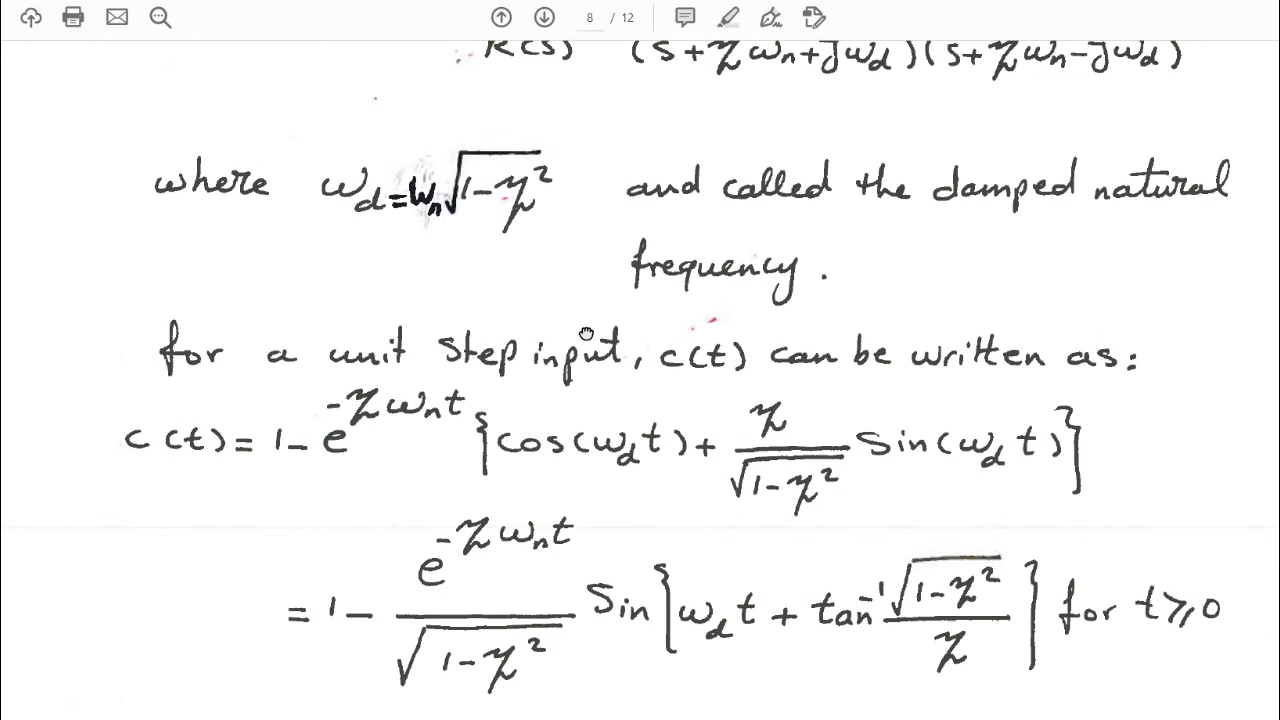 8 / 12
R(s) (s+ζωn+jωd)(s+ζωn-jωd)
where ωd=ωn√(1-ζ²) and called the damped natural
frequency.
for a unit step input, c(t) can be written as:
c(t)= 1- e^(-ζωnt) {cos(ωdt)+ ζ/√(1-ζ²) sin(ωdt)}
= 1 - e^(-ζωnt)/√(1-ζ²) sin{ωdt + tan⁻¹ √(1-ζ²)/ζ} for t≥0